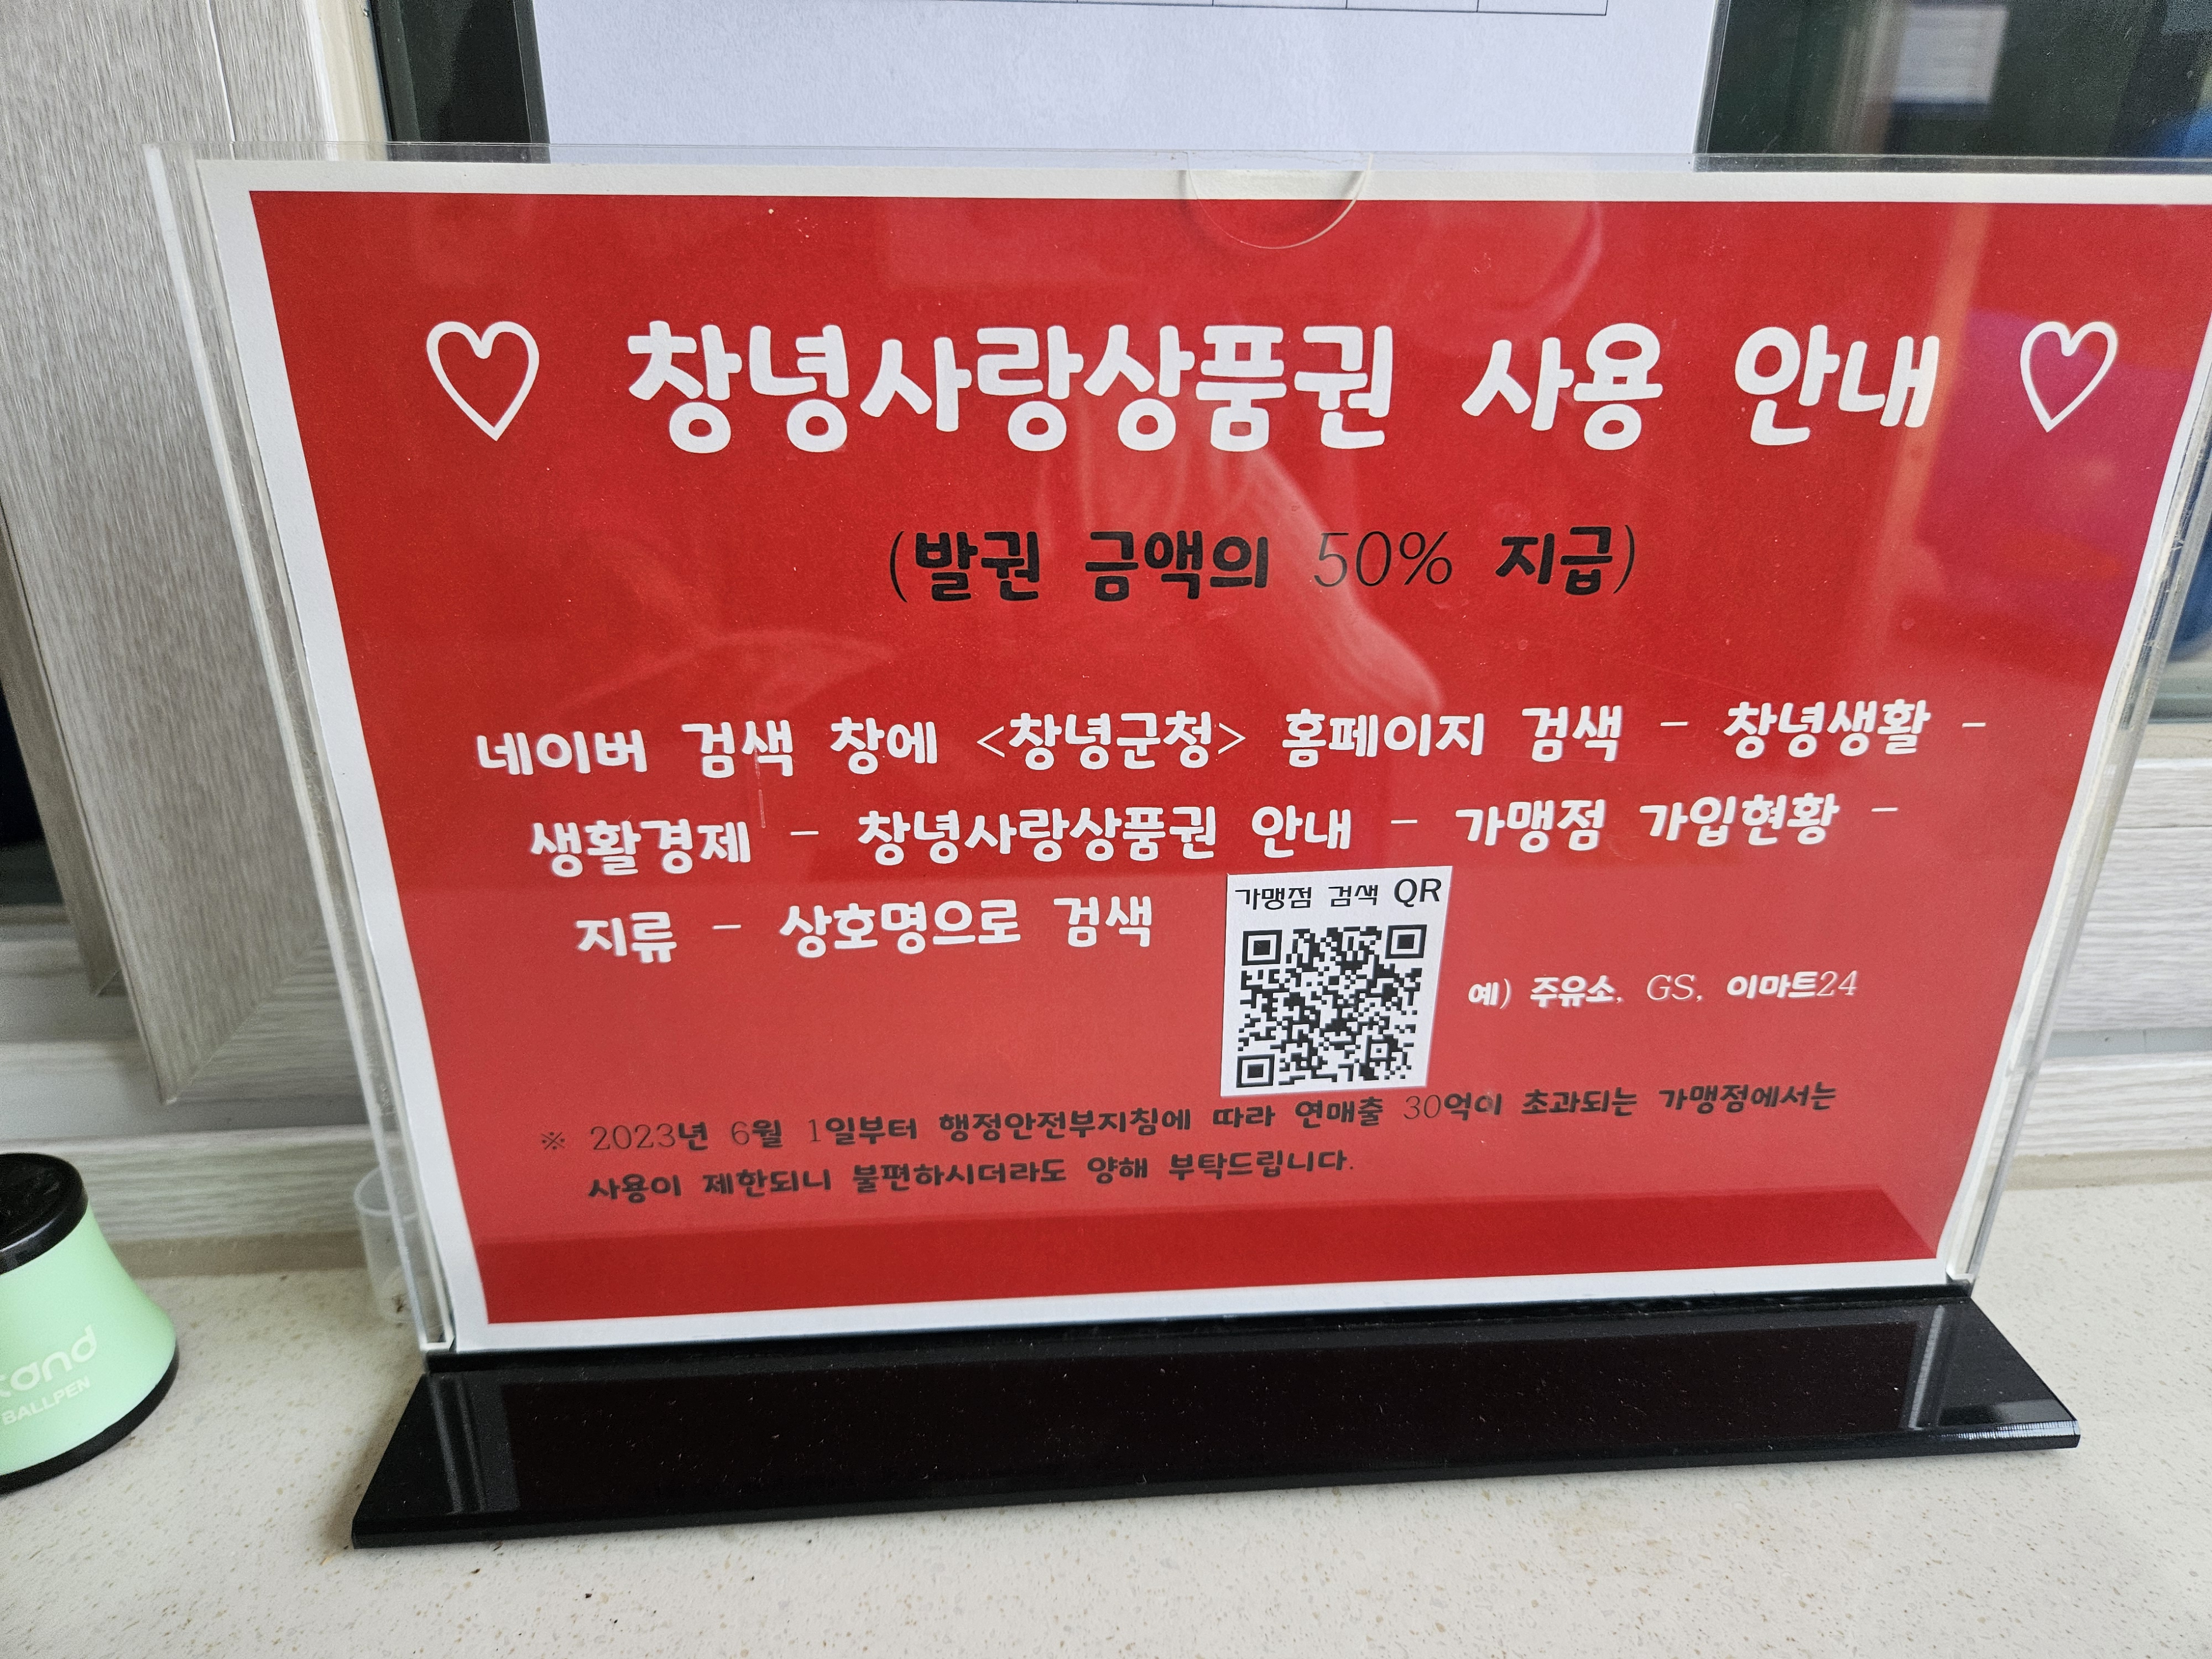 ♡ 창녕사랑상품권 사용 안내 ♡
(발권 금액의 50% 지급)
네이버 검색 창에 <창녕군청> 홈페이지 검색 - 창녕생활 -
생활경제 - 창녕사랑상품권 안내 - 가맹점 가입현황 -
지류 - 상호명으로 검색
가맹점 검색 QR
예) 주유소, GS, 이마트24
※ 2023년 6월 1일부터 행정안전부지침에 따라 연매출 30억이 초과되는 가맹점에서는
사용이 제한되니 불편하시더라도 양해 부탁드립니다.
BALLPEN